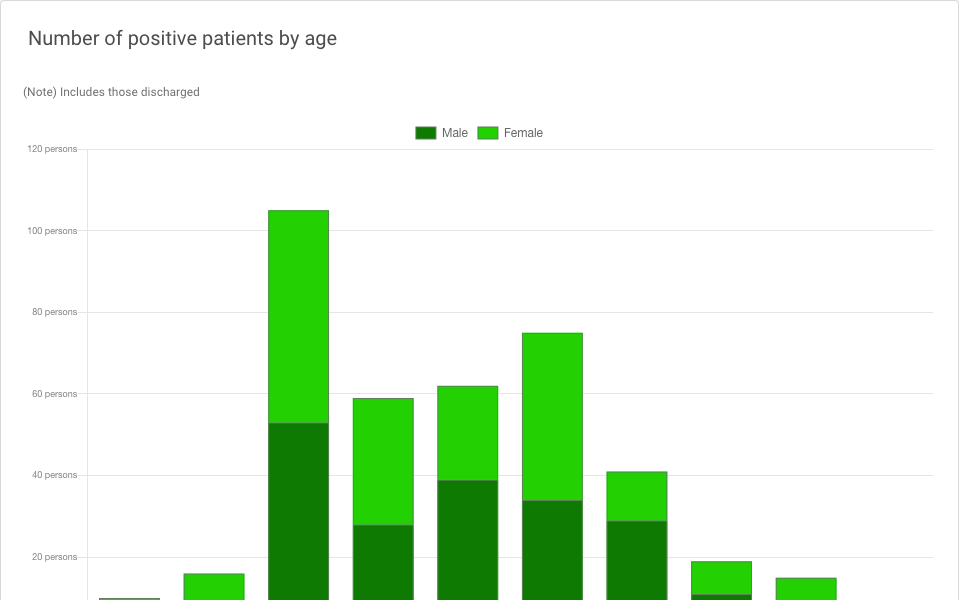 Number of positive patients by age
(Note) Includes those discharged
Male Female
120 persons
100 persons
80 persons
60 persons
40 persons
20 persons